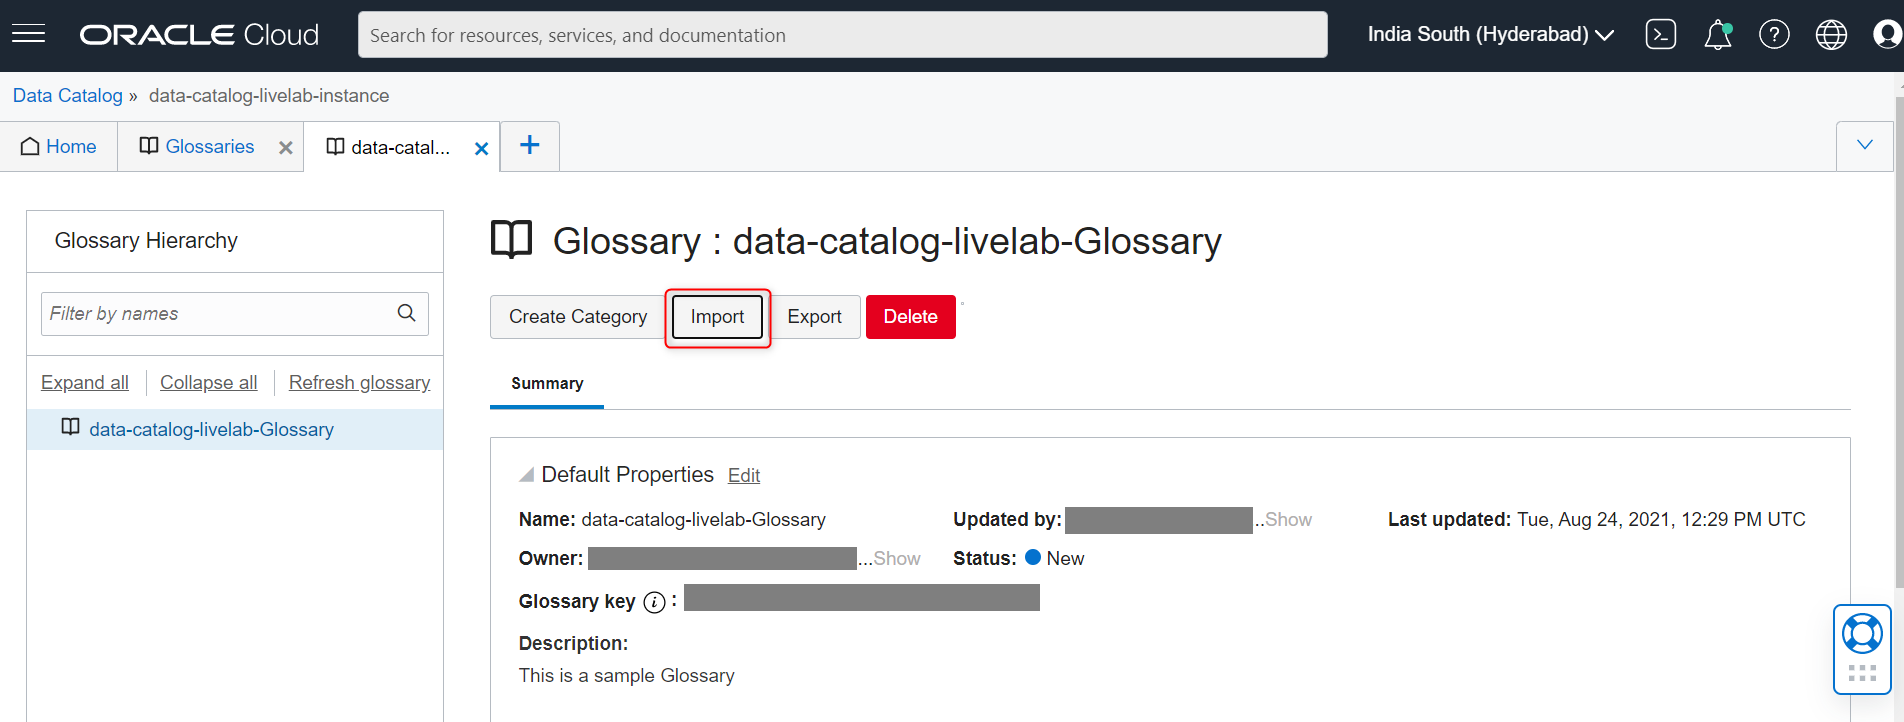 ORACLE Cloud
Search for resources, services, and documentation
India South (Hyderabad)
Data Catalog » data-catalog-livelab-instance
Home
Glossaries
data-catal...
Glossary Hierarchy
Filter by names
Expand all
Collapse all
Refresh glossary
data-catalog-livelab-Glossary
Glossary : data-catalog-livelab-Glossary
Create Category
Import
Export
Delete
Summary
Default Properties Edit
Name: data-catalog-livelab-Glossary
Updated by: ..Show
Last updated: Tue, Aug 24, 2021, 12:29 PM UTC
Owner: ...Show
Status: New
Glossary key i :
Description:
This is a sample Glossary